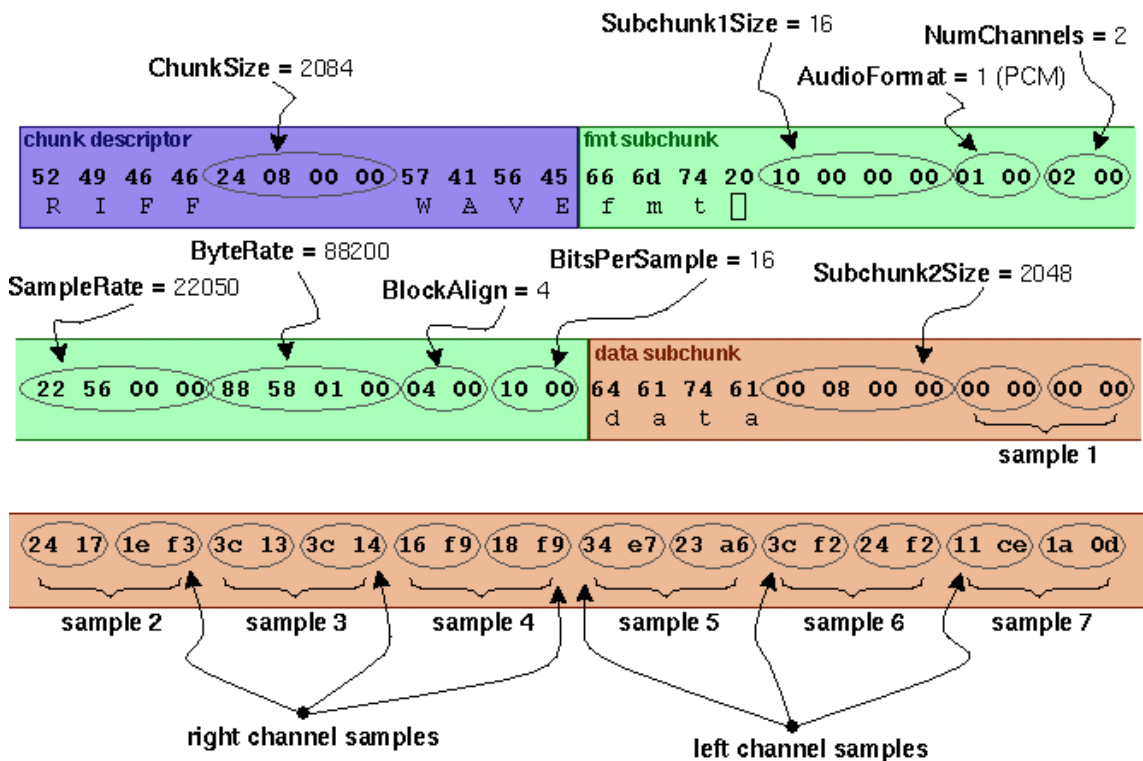 Subchunk1Size = 16
NumChannels = 2
ChunkSize = 2084
AudioFormat = 1 (PCM)
chunk descriptor
fmt subchunk
52 49 46 46 24 08 00 00 57 41 56 45 66 6d 74 20 10 00 00 00 01 00 02 00
R I F F W A V E f m t
ByteRate = 88200
BitsPerSample = 16
Subchunk2Size = 2048
SampleRate = 22050
BlockAlign = 4
data subchunk
22 56 00 00 88 58 01 00 04 00 10 00 64 61 74 61 00 08 00 00 00 00 00 00
d a t a
sample 1
24 17 1e f3 3c 13 3c 14 16 f9 18 f9 34 e7 23 a6 3c f2 24 f2 11 ce 1a 0d
sample 2 sample 3 sample 4 sample 5 sample 6 sample 7
right channel samples
left channel samples